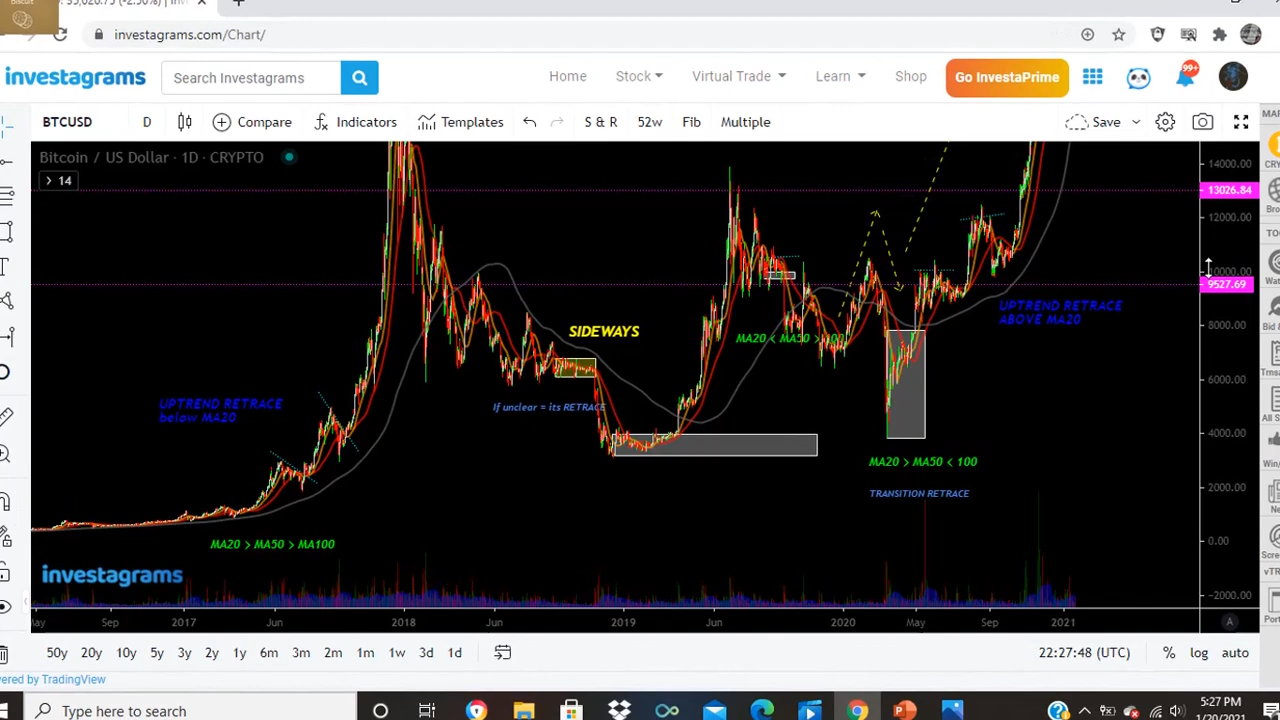 Biscuit
investagrams.com/Chart/
investagrams
Search Investagrams
Home
Stock
Virtual Trade
Learn
Shop
Go InvestaPrime
99+
BTCUSD
D
Compare
Indicators
Templates
S & R
52w
Fib
Multiple
Save
Bitcoin / US Dollar · 1D · CRYPTO
14
14000.00
13026.84
12000.00
10000.00
9527.69
8000.00
6000.00
4000.00
2000.00
0.00
-2000.00
SIDEWAYS
MA20 < MA50 >
UPTREND RETRACE
ABOVE MA20
UPTREND RETRACE
below MA20
If unclear = its RETRACE
MA20 > MA50 < 100
TRANSITION RETRACE
MA20 > MA50 > MA100
investagrams
Sep
2017
Jun
2018
Jun
2019
Jun
2020
May
Sep
2021
A
50y
20y
10y
5y
3y
2y
1y
6m
3m
2m
1m
1w
3d
1d
22:27:48 (UTC)
%
log
auto
ered by TradingView
Type here to search
5:27 PM